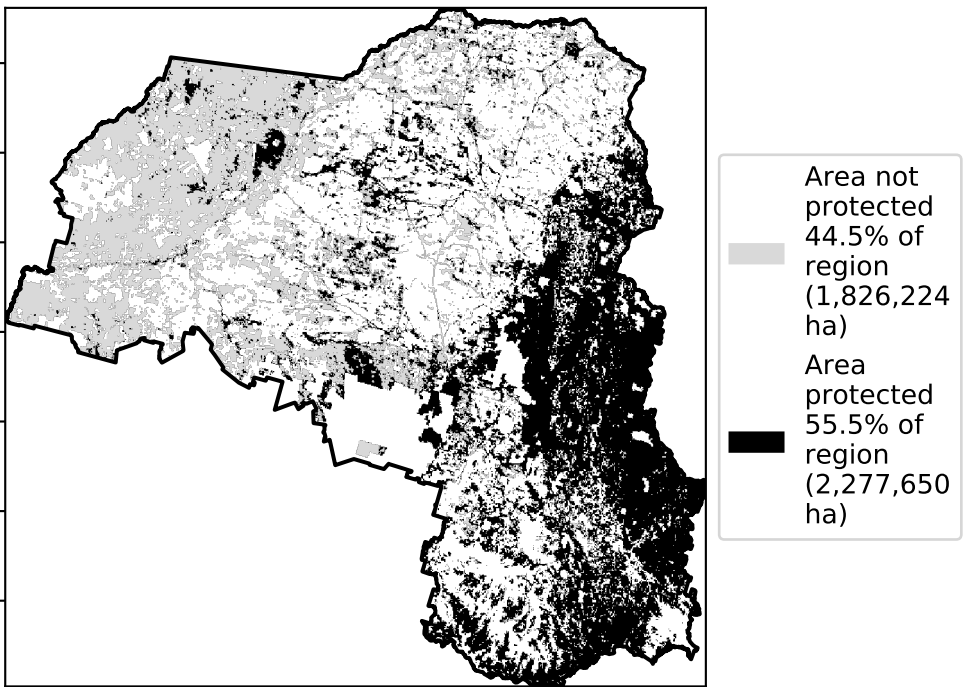 Area not
protected
44.5% of
region
(1,826,224
ha)
Area
protected
55.5% of
region
(2,277,650
ha)